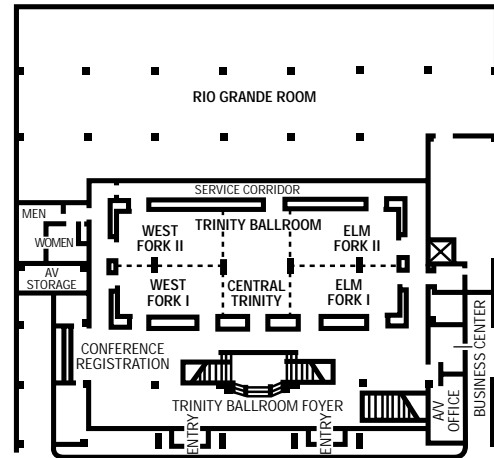 RIO GRANDE ROOM
SERVICE CORRIDOR
MEN
TRINITY BALLROOM
WEST
FORK II
ELM
FORK II
WOMEN
AV
STORAGE
WEST
FORK I
CENTRAL
TRINITY
ELM
FORK I
CONFERENCE
REGISTRATION
BUSINESS CENTER
A/V
OFFICE
TRINITY BALLROOM FOYER
ENTRY
ENTRY